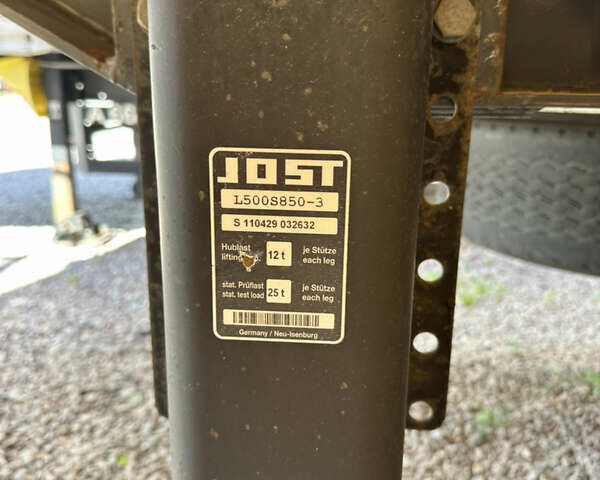 JOST
L500S850-3
S 110429 032632
Hublast 12 t je Stütze
lifting each leg
stat. Prüflast 25 t je Stütze
stat. test load each leg
Germany / Neu-Isenburg